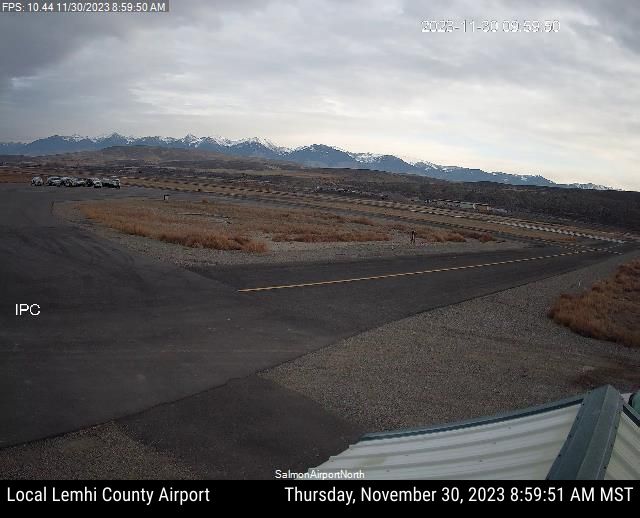 FPS: 10.44 11/30/2023 8:59:50 AM
2023-11-30 09:59:50
IPC
SalmonAirportNorth
Local Lemhi County Airport
Thursday, November 30, 2023 8:59:51 AM MST